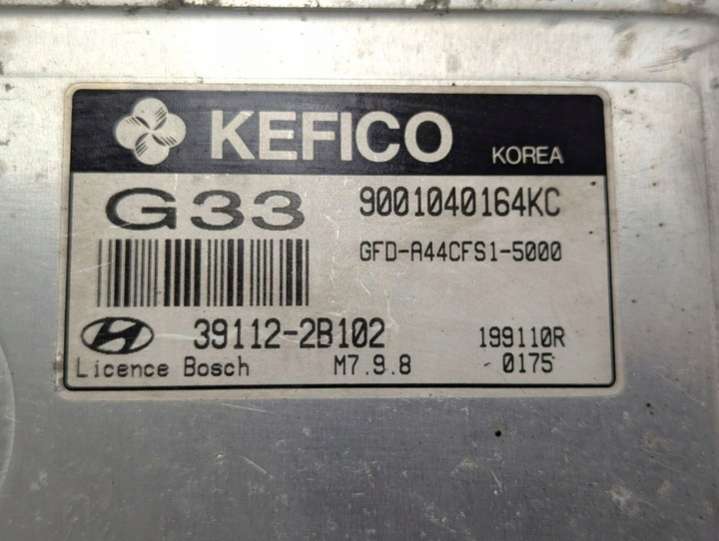 KEFICO KOREA
G33 9001040164KC
GFD-A44CFS1-5000
39112-2B102 199110R
Licence Bosch M7.9.8 0175